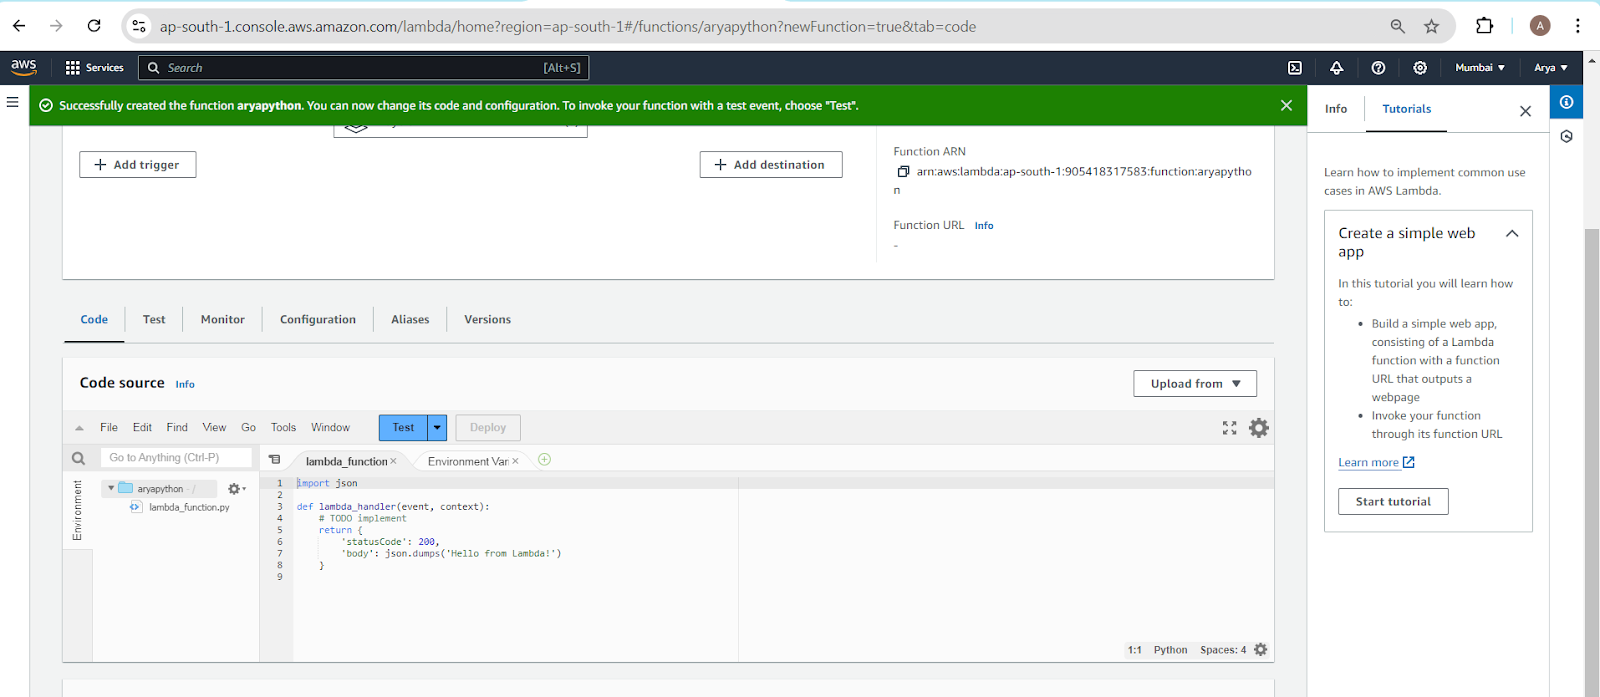 ap-south-1.console.aws.amazon.com/lambda/home?region=ap-south-1#/functions/aryapython?newFunction=true&tab=code
A
aws
Services
Search
[Alt+S]
Mumbai ▼
Arya ▼
Successfully created the function aryapython. You can now change its code and configuration. To invoke your function with a test event, choose "Test".
+ Add trigger
+ Add destination
Function ARN
arn:aws:lambda:ap-south-1:905418317583:function:aryapytho
n
Function URL Info
-
Code
Test
Monitor
Configuration
Aliases
Versions
Code source Info
Upload from ▼
File Edit Find View Go Tools Window
Test
Deploy
Go to Anything (Ctrl-P)
lambda_function ×
Environment Vari ×
Environment
aryapython - /
lambda_function.py
1 import json
2
3 def lambda_handler(event, context):
4 # TODO implement
5 return {
6 'statusCode': 200,
7 'body': json.dumps('Hello from Lambda!')
8 }
9
1:1 Python Spaces: 4
Info
Tutorials
Learn how to implement common use
cases in AWS Lambda.
Create a simple web
app
In this tutorial you will learn how
to:
• Build a simple web app,
consisting of a Lambda
function with a function
URL that outputs a
webpage
• Invoke your function
through its function URL
Learn more
Start tutorial